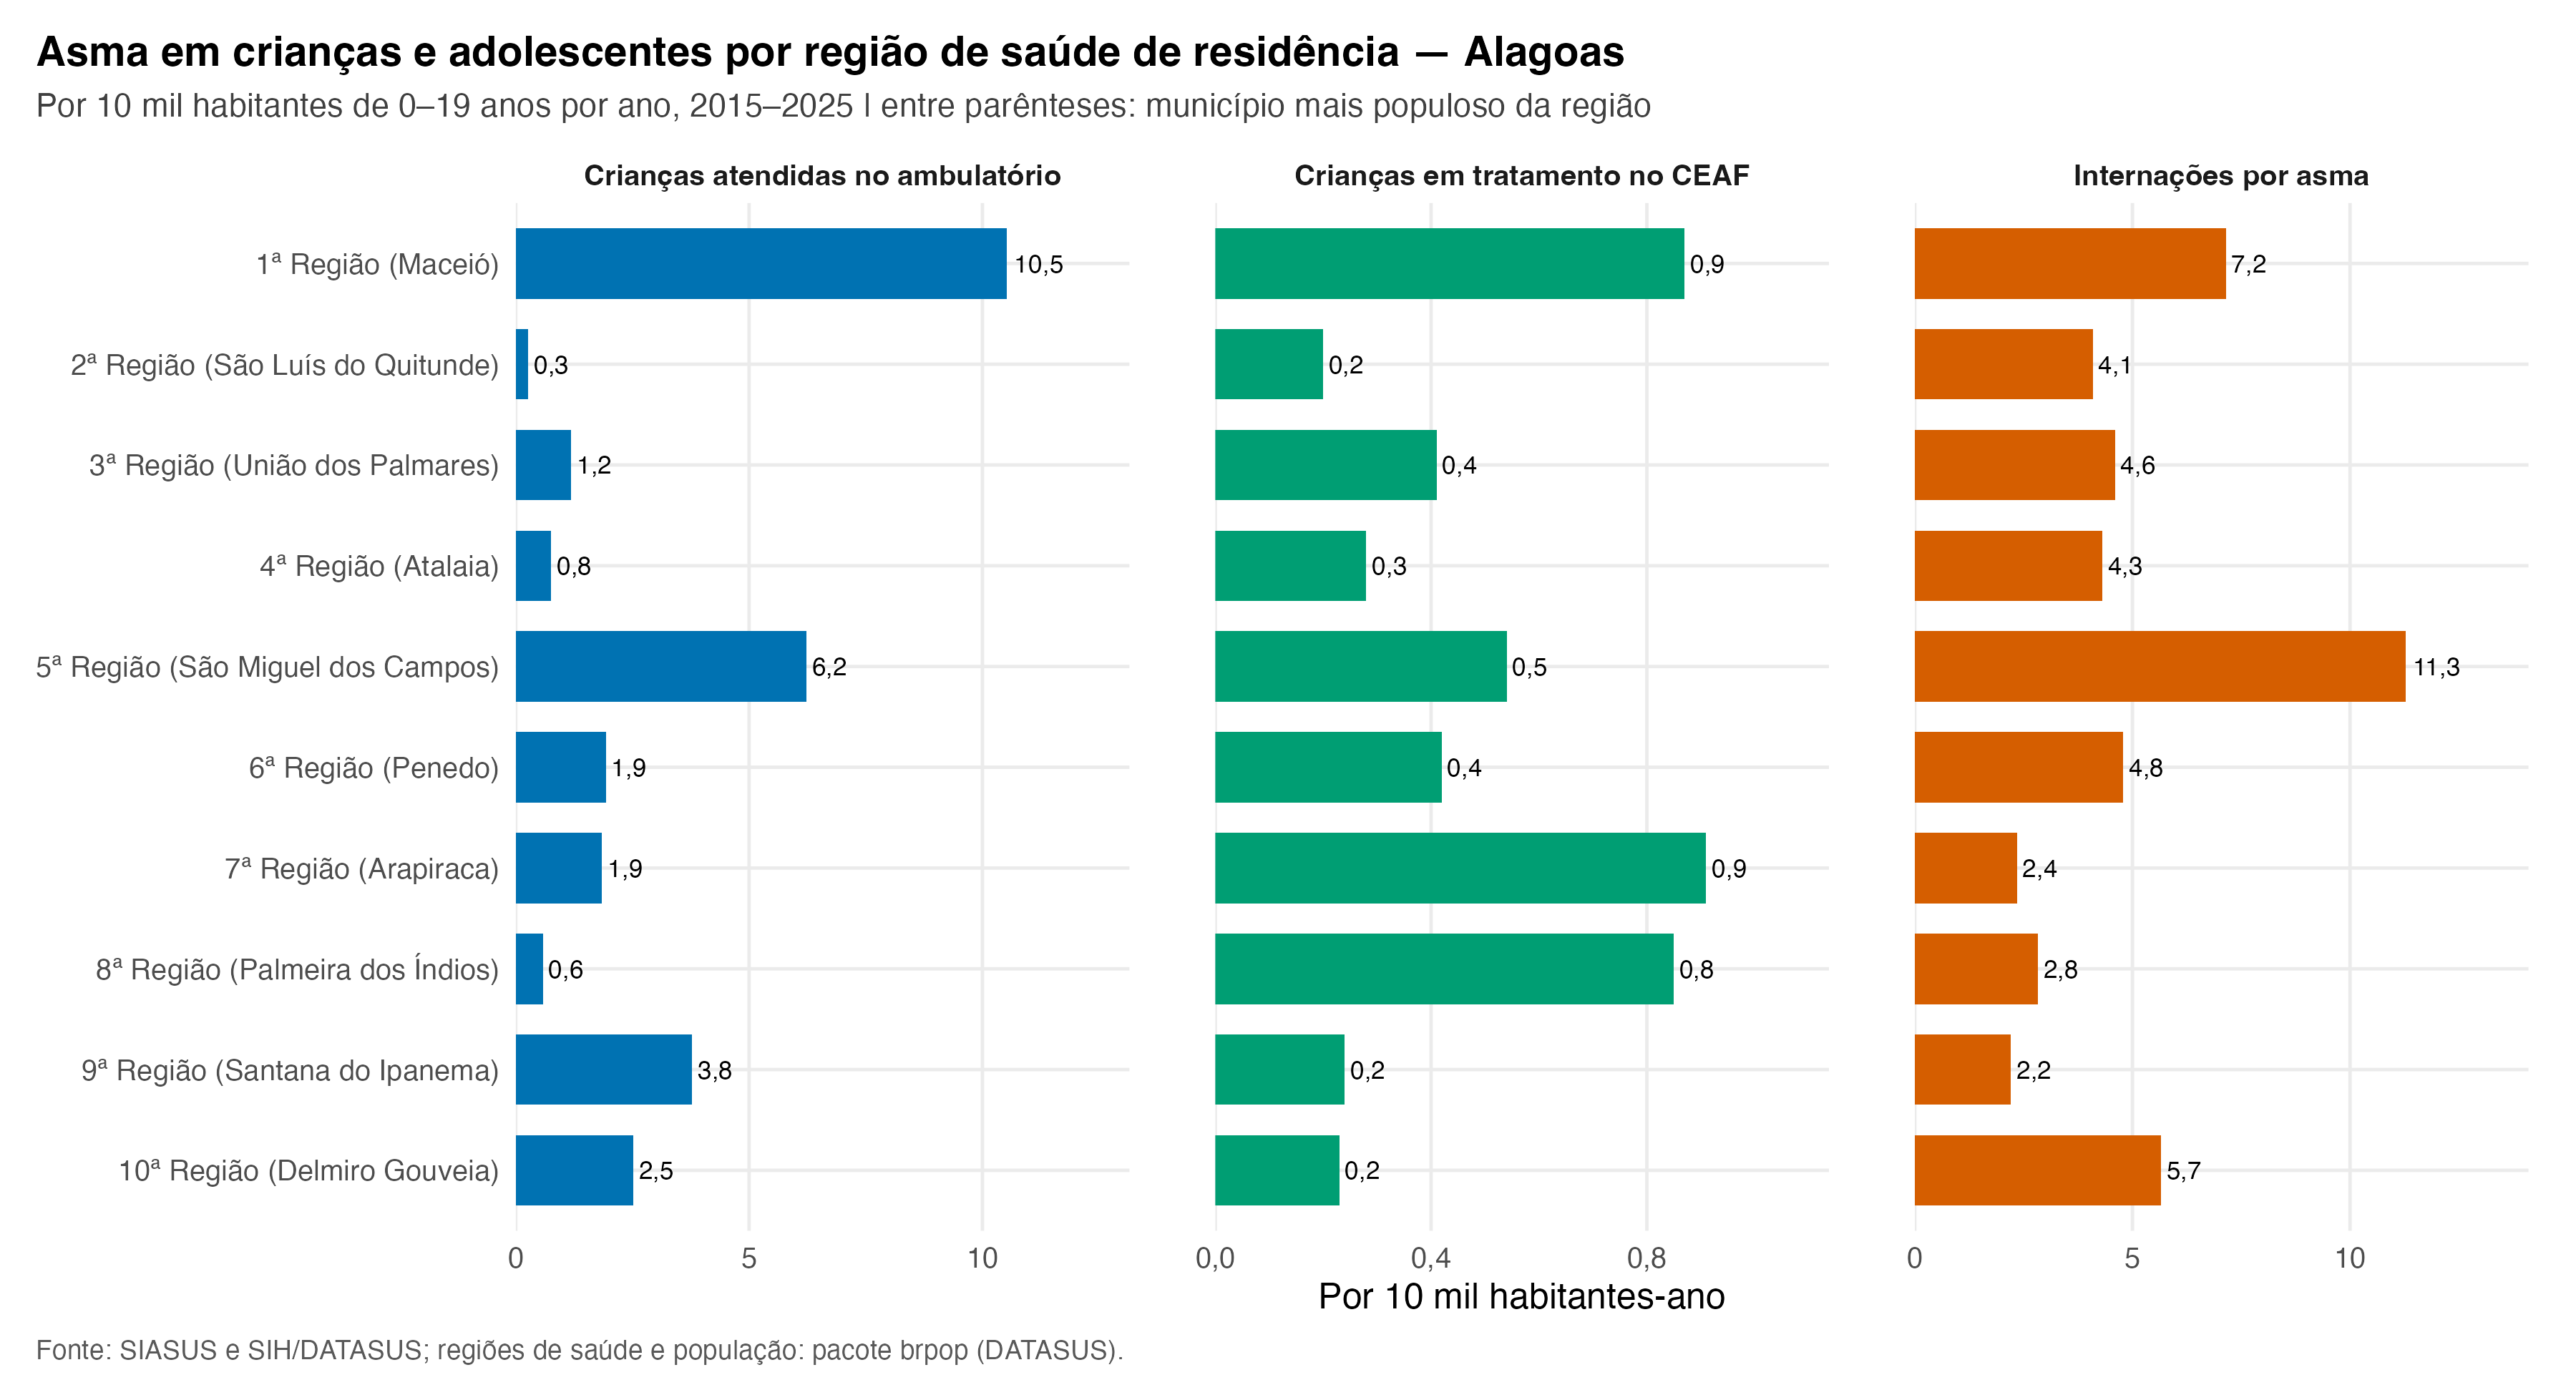 Asma em crianças e adolescentes por região de saúde de residência — Alagoas
Por 10 mil habitantes de 0–19 anos por ano, 2015–2025 | entre parênteses: município mais populoso da região
Crianças atendidas no ambulatório
Crianças em tratamento no CEAF
Internações por asma
1ª Região (Maceió) 10,5 0,9 7,2
2ª Região (São Luís do Quitunde) 0,3 0,2 4,1
3ª Região (União dos Palmares) 1,2 0,4 4,6
4ª Região (Atalaia) 0,8 0,3 4,3
5ª Região (São Miguel dos Campos) 6,2 0,5 11,3
6ª Região (Penedo) 1,9 0,4 4,8
7ª Região (Arapiraca) 1,9 0,9 2,4
8ª Região (Palmeira dos Índios) 0,6 0,8 2,8
9ª Região (Santana do Ipanema) 3,8 0,2 2,2
10ª Região (Delmiro Gouveia) 2,5 0,2 5,7
0 5 10 0,0 0,4 0,8 0 5 10
Por 10 mil habitantes-ano
Fonte: SIASUS e SIH/DATASUS; regiões de saúde e população: pacote brpop (DATASUS).